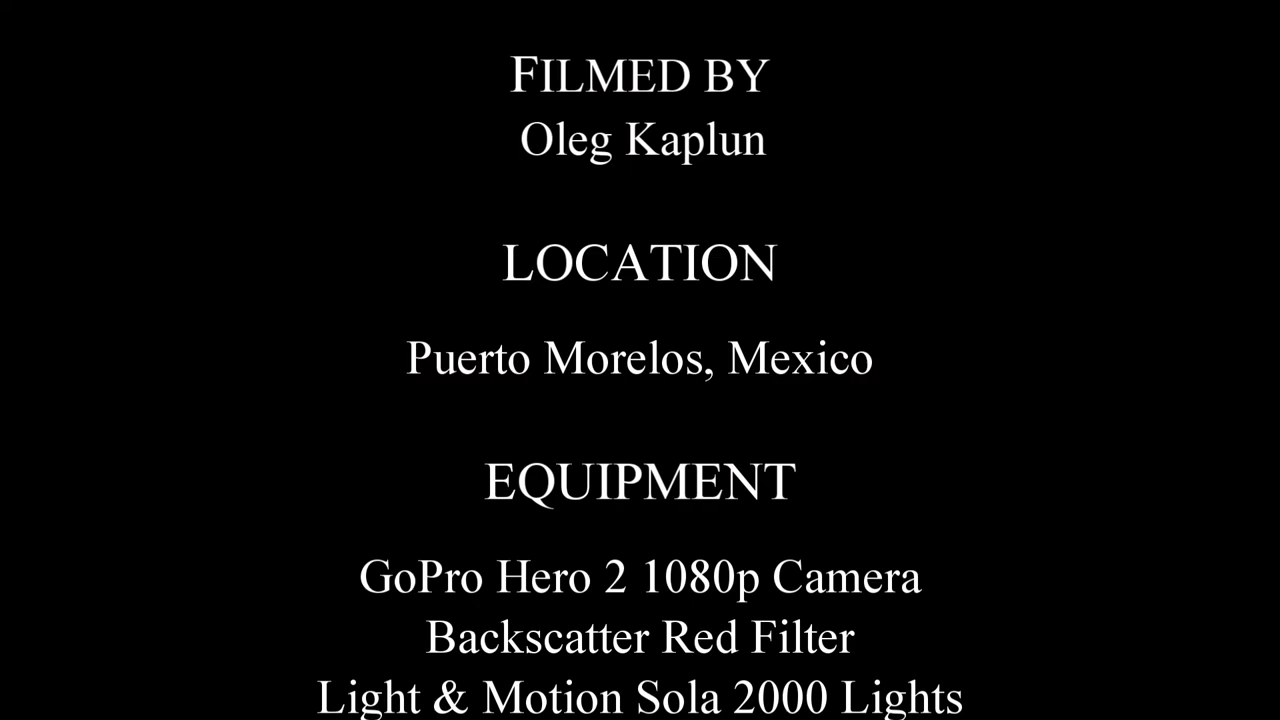 FILMED BY
Oleg Kaplun
LOCATION
Puerto Morelos, Mexico
EQUIPMENT
GoPro Hero 2 1080p Camera
Backscatter Red Filter
Light & Motion Sola 2000 Lights